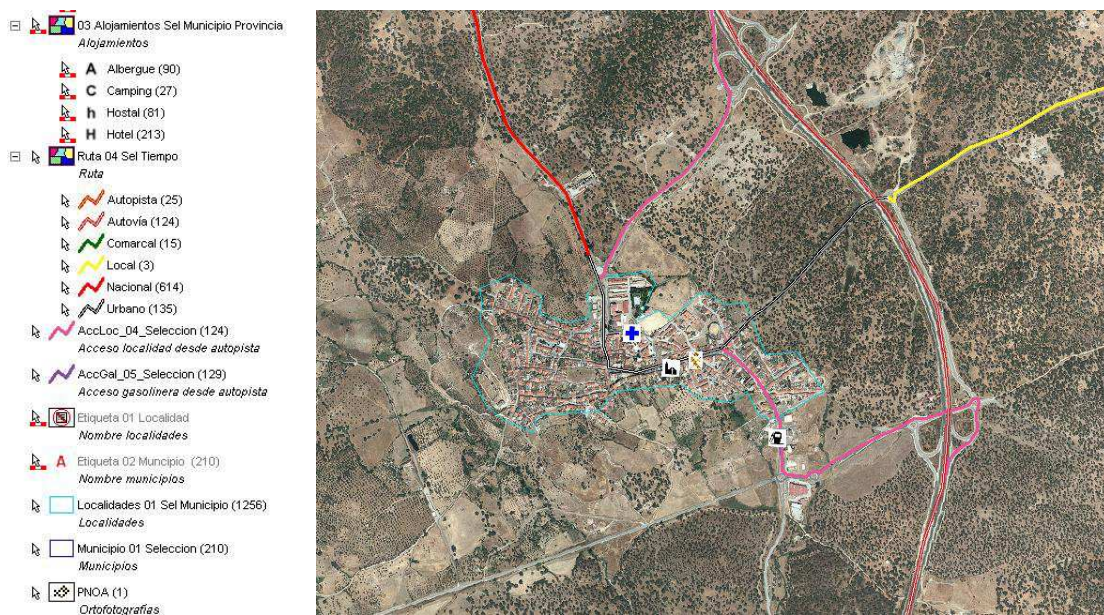 03 Alojamientos Sel Municipio Provincia
Alojamientos
A Albergue (90)
C Camping (27)
h Hostal (81)
H Hotel (213)
Ruta 04 Sel Tiempo
Ruta
Autopista (25)
Autovía (124)
Comarcal (15)
Local (3)
Nacional (614)
Urbano (135)
AccLoc_04_Seleccion (124)
Acceso localidad desde autopista
AccGal_05_Seleccion (129)
Acceso gasolinera desde autopista
Etiqueta 01 Localidad
Nombre localidades
A Etiqueta 02 Muncipio (210)
Nombre municipios
Localidades 01 Sel Municipio (1256)
Localidades
Municipio 01 Seleccion (210)
Municipios
PNOA (1)
Ortofotografías